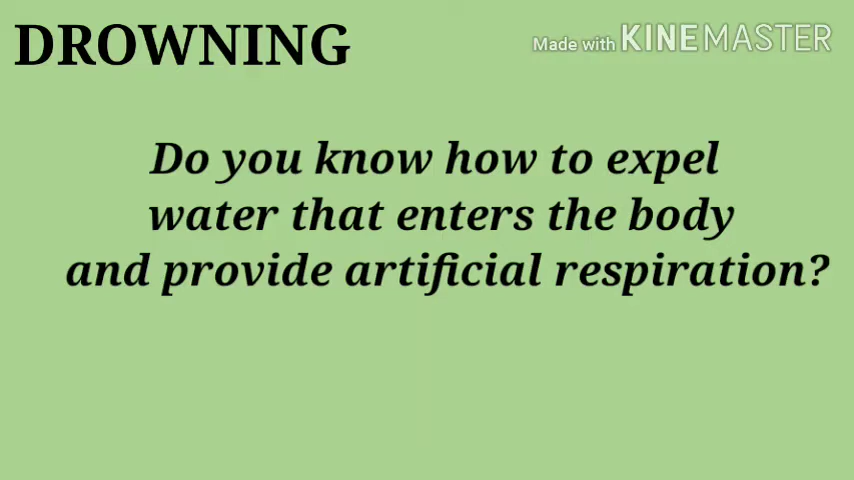 DROWNING
Made with KINEMASTER
Do you know how to expel
water that enters the body
and provide artificial respiration?